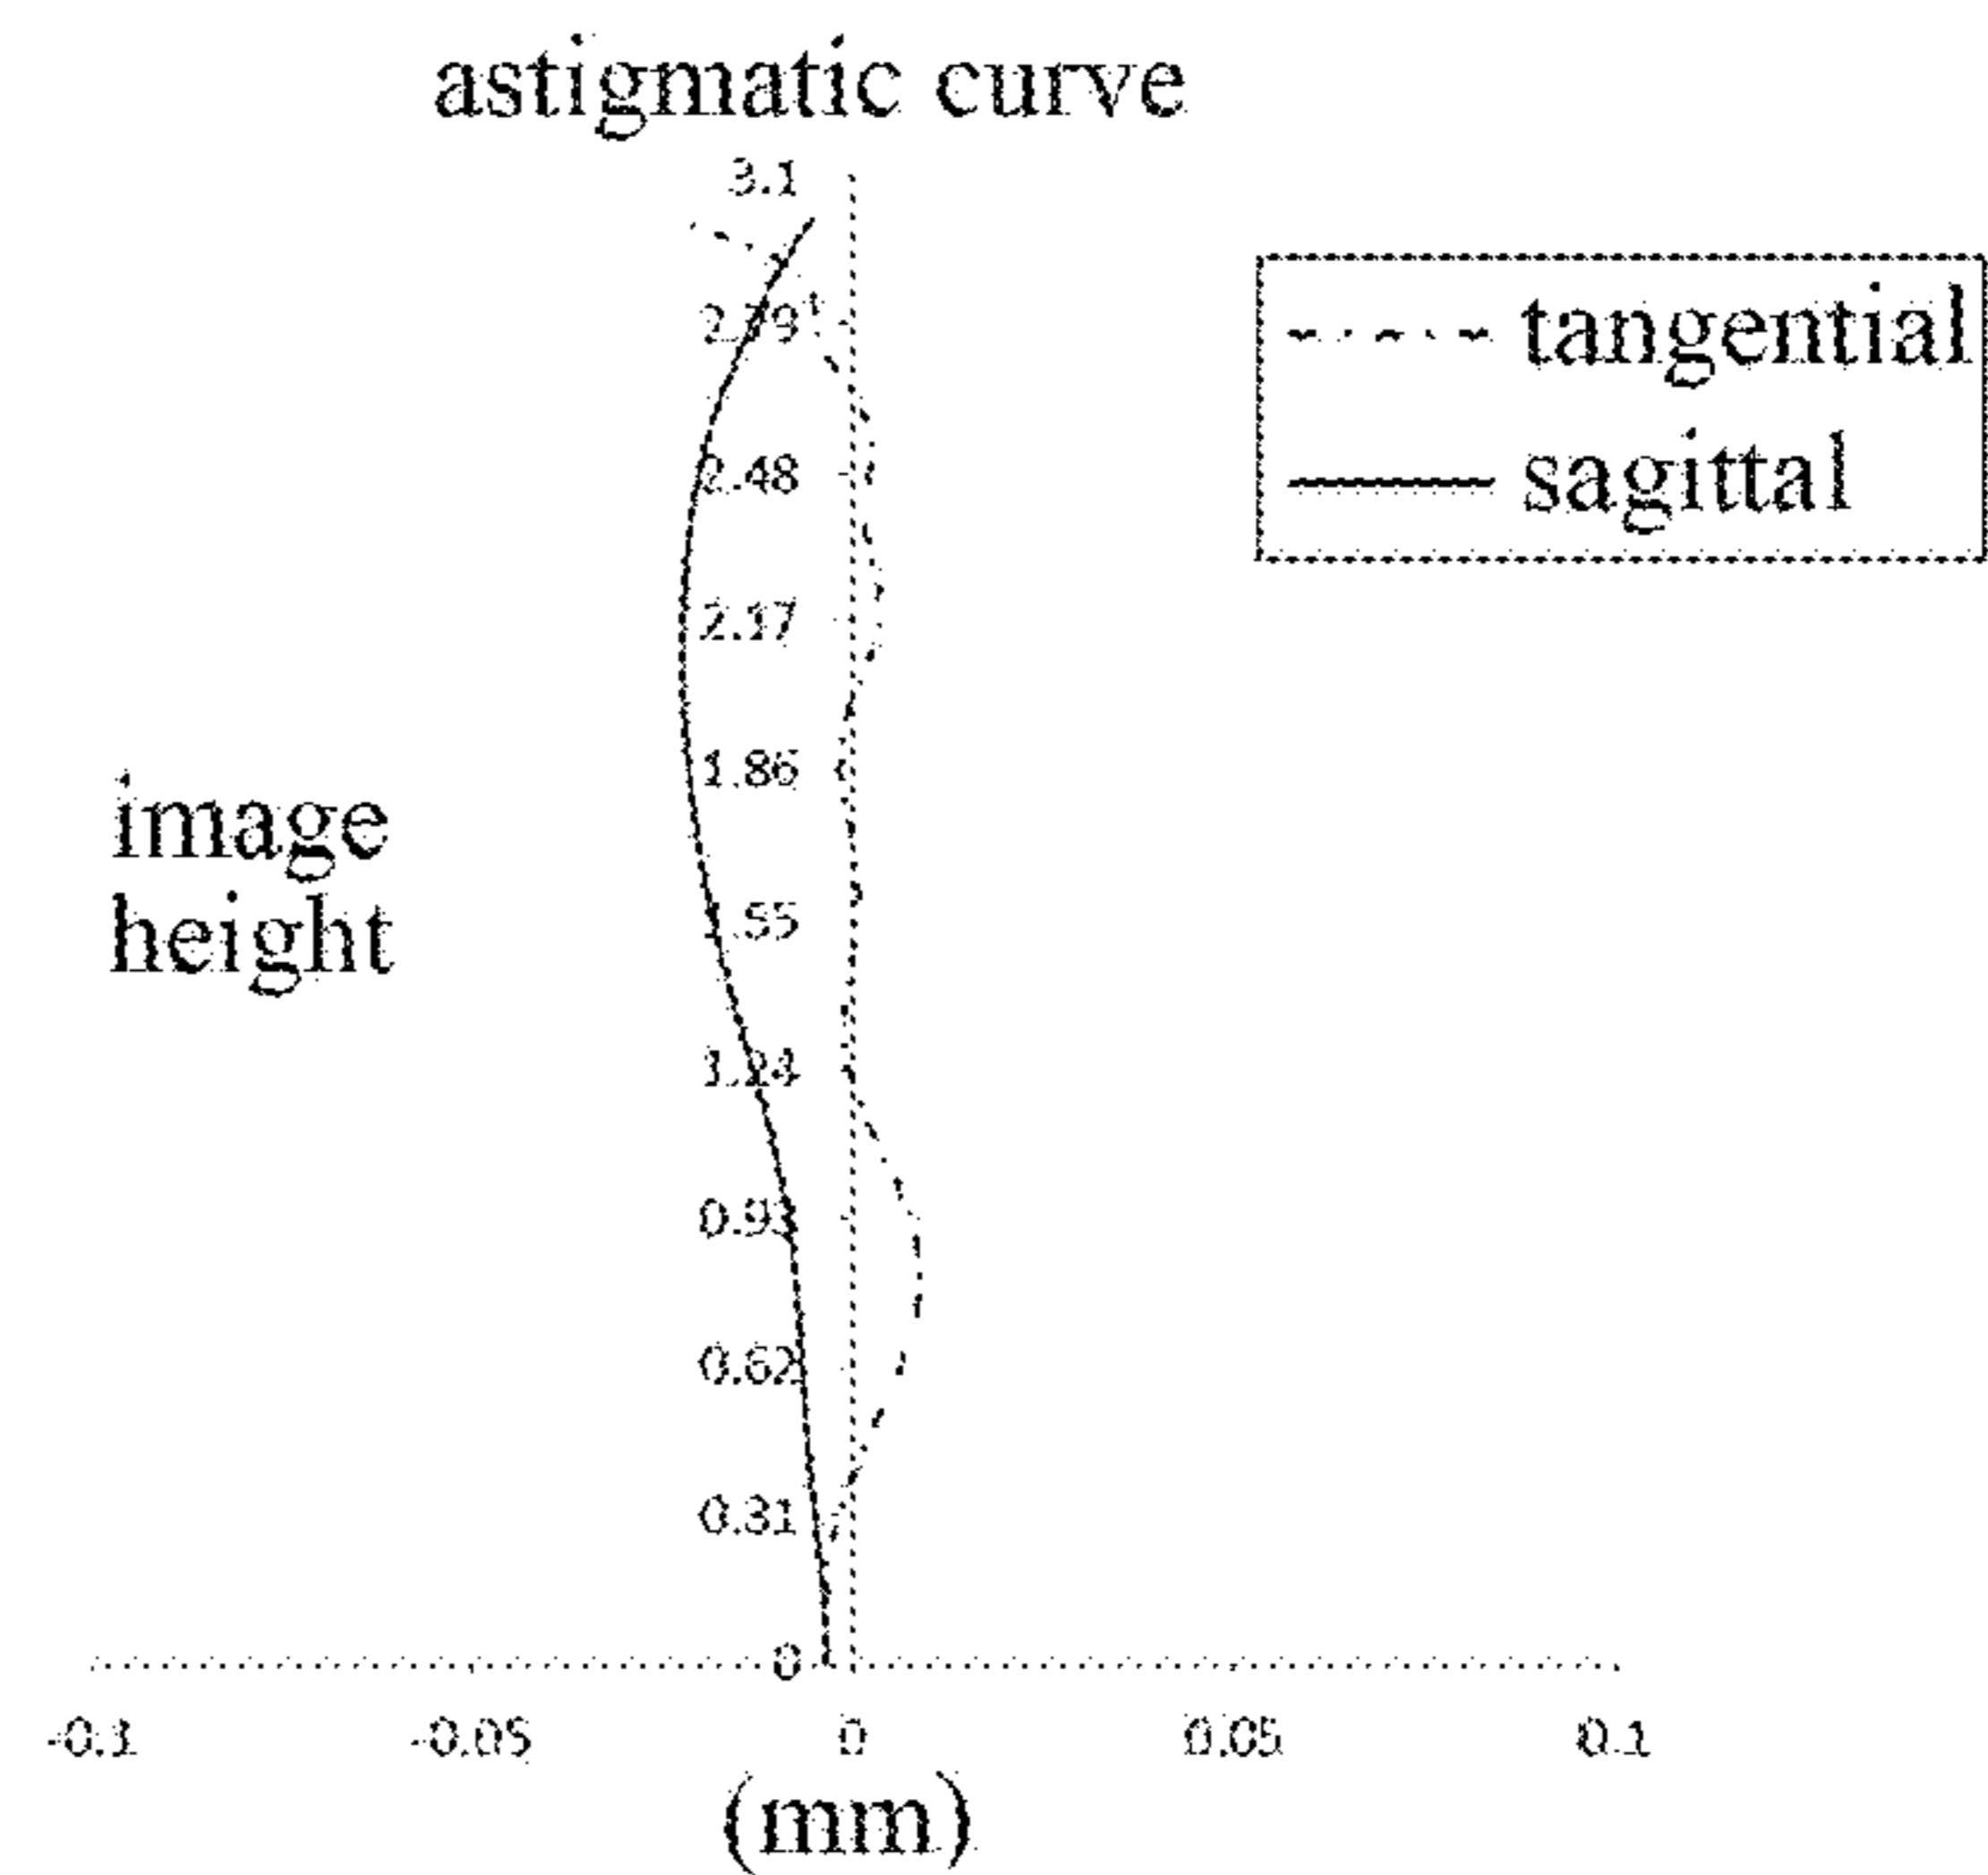 astigmatic curve
3.1
2.79
2.48
2.17
1.86
1.55
1.24
0.93
0.62
0.31
0
tangential
sagittal
image
height
-0.1 -0.05 0 0.05 0.1
(mm)